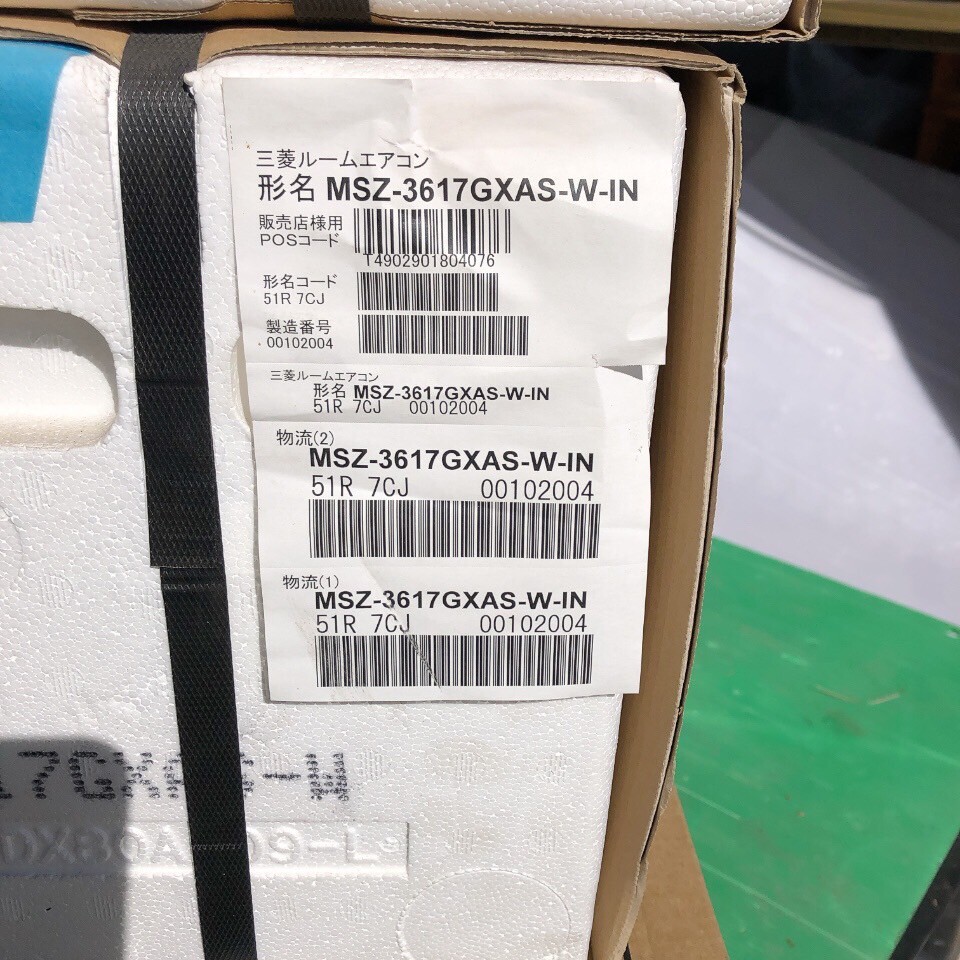 三菱ルームエアコン
形名 MSZ-3617GXAS-W-IN
販売店様用
POSコード
T4902901804076
形名コード
51R 7CJ
製造番号
00102004
三菱ルームエアコン
形名 MSZ-3617GXAS-W-IN
51R 7CJ 00102004
物流(2)
MSZ-3617GXAS-W-IN
51R 7CJ 00102004
物流(1)
MSZ-3617GXAS-W-IN
51R 7CJ 00102004
17GXAS-W